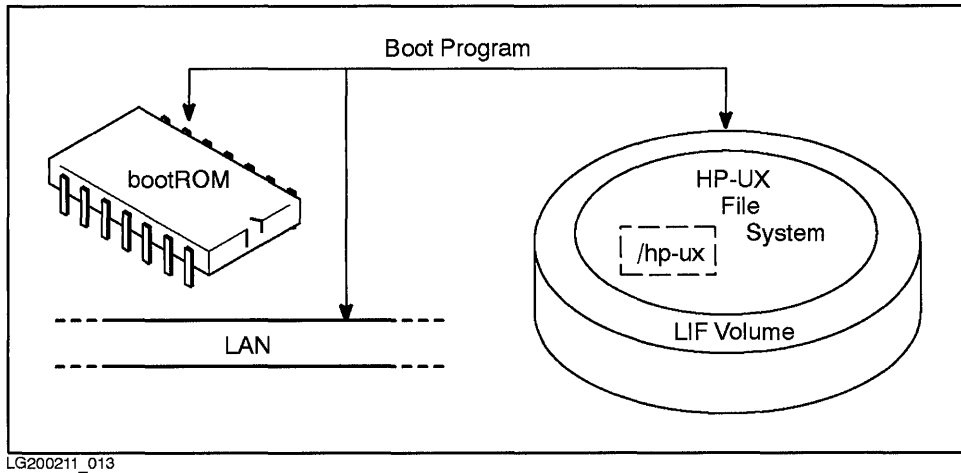 Boot Program
bootROM
HP-UX
File
System
/hp-ux
LAN
LIF Volume
LG200211_013